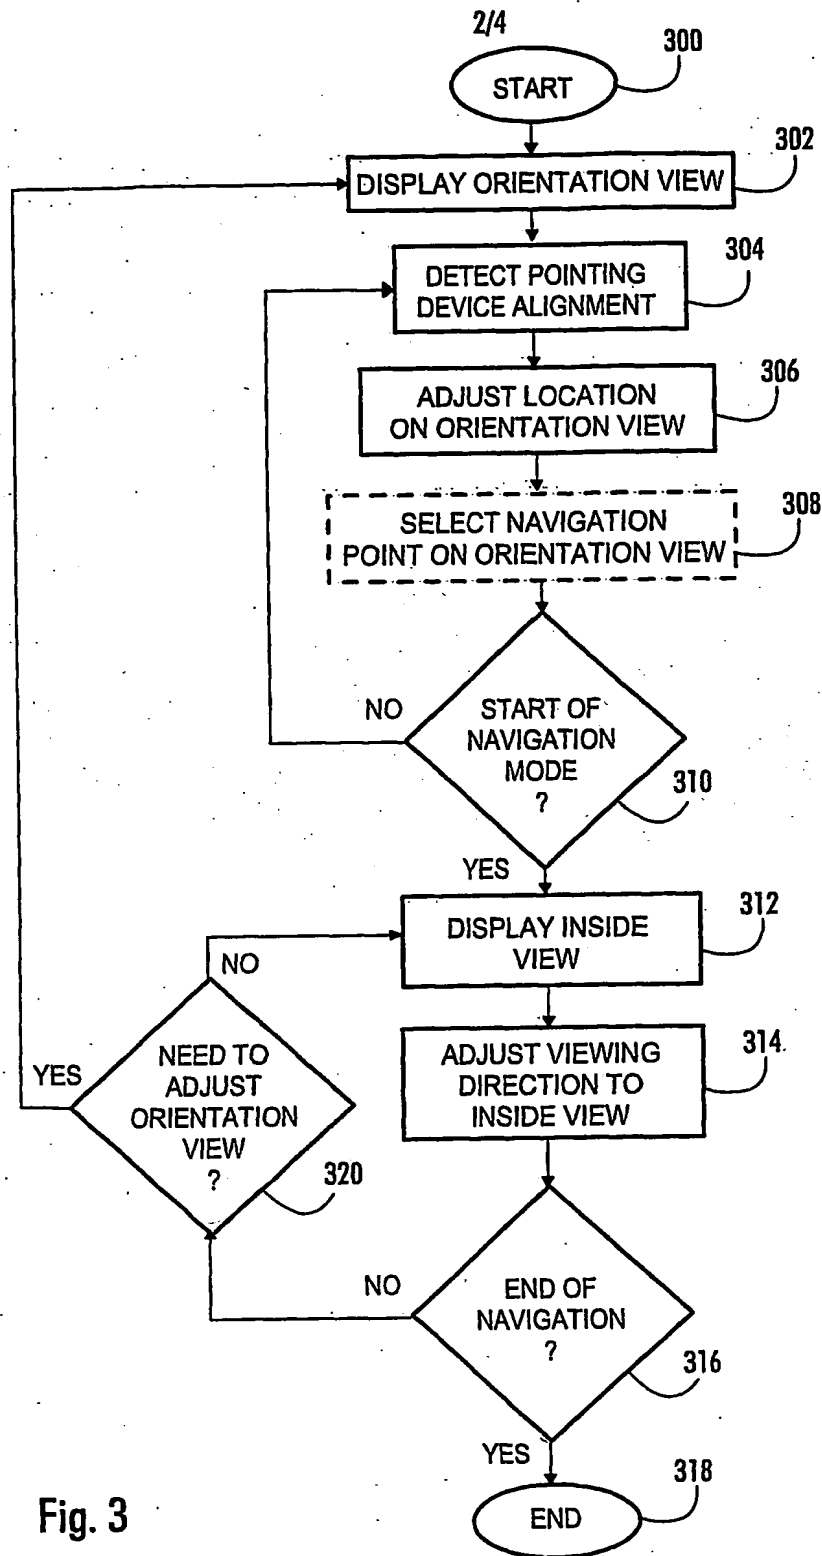 2/4
START
300
DISPLAY ORIENTATION VIEW
302
DETECT POINTING
DEVICE ALIGNMENT
304
ADJUST LOCATION
ON ORIENTATION VIEW
306
SELECT NAVIGATION
POINT ON ORIENTATION VIEW
308
NO
START OF
NAVIGATION
MODE
?
310
YES
DISPLAY INSIDE
VIEW
312
NO
ADJUST VIEWING
DIRECTION TO
INSIDE VIEW
314
YES
NEED TO
ADJUST
ORIENTATION
VIEW
?
320
NO
END OF
NAVIGATION
?
316
YES
END
318
Fig. 3